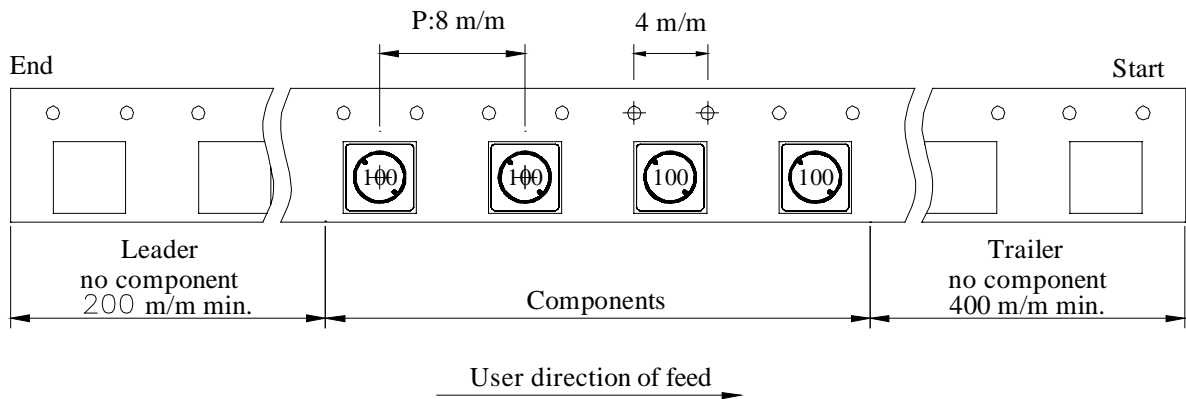 P:8 m/m
4 m/m
End
Start
100
100
100
100
Leader
no component
200 m/m min.
Components
Trailer
no component
400 m/m min.
User direction of feed